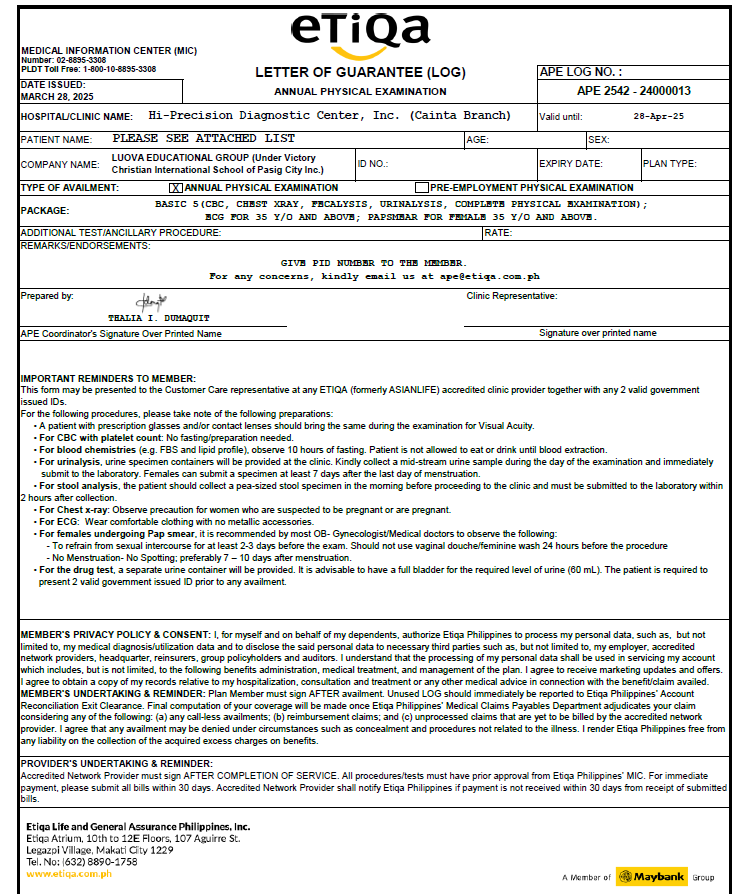 eTiQa
MEDICAL INFORMATION CENTER (MIC)
Number: 02-8895-3308
PLDT Toll Free: 1-800-10-8895-3308
LETTER OF GUARANTEE (LOG)
APE LOG NO. :
DATE ISSUED:
MARCH 28, 2025
ANNUAL PHYSICAL EXAMINATION
APE 2542 - 24000013
HOSPITAL/CLINIC NAME: Hi-Precision Diagnostic Center, Inc. (Cainta Branch)
Valid until: 28-Apr-25
PATIENT NAME: PLEASE SEE ATTACHED LIST
AGE:
SEX:
COMPANY NAME: LUOVA EDUCATIONAL GROUP (Under Victory
Christian International School of Pasig City Inc.)
ID NO.:
EXPIRY DATE:
PLAN TYPE:
TYPE OF AVAILMENT: X ANNUAL PHYSICAL EXAMINATION PRE-EMPLOYMENT PHYSICAL EXAMINATION
PACKAGE: BASIC 5(CBC, CHEST XRAY, FECALYSIS, URINALYSIS, COMPLETE PHYSICAL EXAMINATION);
ECG FOR 35 Y/O AND ABOVE; PAPSMEAR FOR FEMALE 35 Y/O AND ABOVE.
ADDITIONAL TEST/ANCILLARY PROCEDURE:
RATE:
REMARKS/ENDORSEMENTS:
GIVE PID NUMBER TO THE MEMBER.
For any concerns, kindly email us at ape@etiqa.com.ph
Prepared by:
Clinic Representative:
THALIA I. DUMAQUIT
APE Coordinator's Signature Over Printed Name
Signature over printed name
IMPORTANT REMINDERS TO MEMBER:
This form may be presented to the Customer Care representative at any ETIQA (formerly ASIANLIFE) accredited clinic provider together with any 2 valid government
issued IDs.
For the following procedures, please take note of the following preparations:
• A patient with prescription glasses and/or contact lenses should bring the same during the examination for Visual Acuity.
• For CBC with platelet count: No fasting/preparation needed.
• For blood chemistries (e.g. FBS and lipid profile), observe 10 hours of fasting. Patient is not allowed to eat or drink until blood extraction.
• For urinalysis, urine specimen containers will be provided at the clinic. Kindly collect a mid-stream urine sample during the day of the examination and immediately
submit to the laboratory. Females can submit a specimen at least 7 days after the last day of menstruation.
• For stool analysis, the patient should collect a pea-sized stool specimen in the morning before proceeding to the clinic and must be submitted to the laboratory within
2 hours after collection.
• For Chest x-ray: Observe precaution for women who are suspected to be pregnant or are pregnant.
• For ECG: Wear comfortable clothing with no metallic accessories.
• For females undergoing Pap smear, it is recommended by most OB- Gynecologist/Medical doctors to observe the following:
- To refrain from sexual intercourse for at least 2-3 days before the exam. Should not use vaginal douche/feminine wash 24 hours before the procedure
- No Menstruation- No Spotting; preferably 7 – 10 days after menstruation.
• For the drug test, a separate urine container will be provided. It is advisable to have a full bladder for the required level of urine (60 mL). The patient is required to
present 2 valid government issued ID prior to any availment.
MEMBER'S PRIVACY POLICY & CONSENT: I, for myself and on behalf of my dependents, authorize Etiqa Philippines to process my personal data, such as, but not
limited to, my medical diagnosis/utilization data and to disclose the said personal data to necessary third parties such as, but not limited to, my employer, accredited
network providers, headquarter, reinsurers, group policyholders and auditors. I understand that the processing of my personal data shall be used in servicing my account
which includes, but is not limited, to the following benefits administration, medical treatment, and management of the plan. I agree to receive marketing updates and offers.
I agree to obtain a copy of my records relative to my hospitalization, consultation and treatment or any other medical advice in connection with the benefit/claim availed.
MEMBER'S UNDERTAKING & REMINDER: Plan Member must sign AFTER availment. Unused LOG should immediately be reported to Etiqa Philippines' Account
Reconciliation Exit Clearance. Final computation of your coverage will be made once Etiqa Philippines' Medical Claims Payables Department adjudicates your claim
considering any of the following: (a) any call-less availments; (b) reimbursement claims; and (c) unprocessed claims that are yet to be billed by the accredited network
provider. I agree that any availment may be denied under circumstances such as concealment and procedures not related to the illness. I render Etiqa Philippines free from
any liability on the collection of the acquired excess charges on benefits.
PROVIDER'S UNDERTAKING & REMINDER:
Accredited Network Provider must sign AFTER COMPLETION OF SERVICE. All procedures/tests must have prior approval from Etiqa Philippines' MIC. For immediate
payment, please submit all bills within 30 days. Accredited Network Provider shall notify Etiqa Philippines if payment is not received within 30 days from receipt of submitted
bills.
Etiqa Life and General Assurance Philippines, Inc.
Etiqa Atrium, 10th to 12E Floors, 107 Aguirre St.
Legazpi Village, Makati City 1229
Tel. No: (632) 8890-1758
www.etiqa.com.ph
A Member of Maybank Group